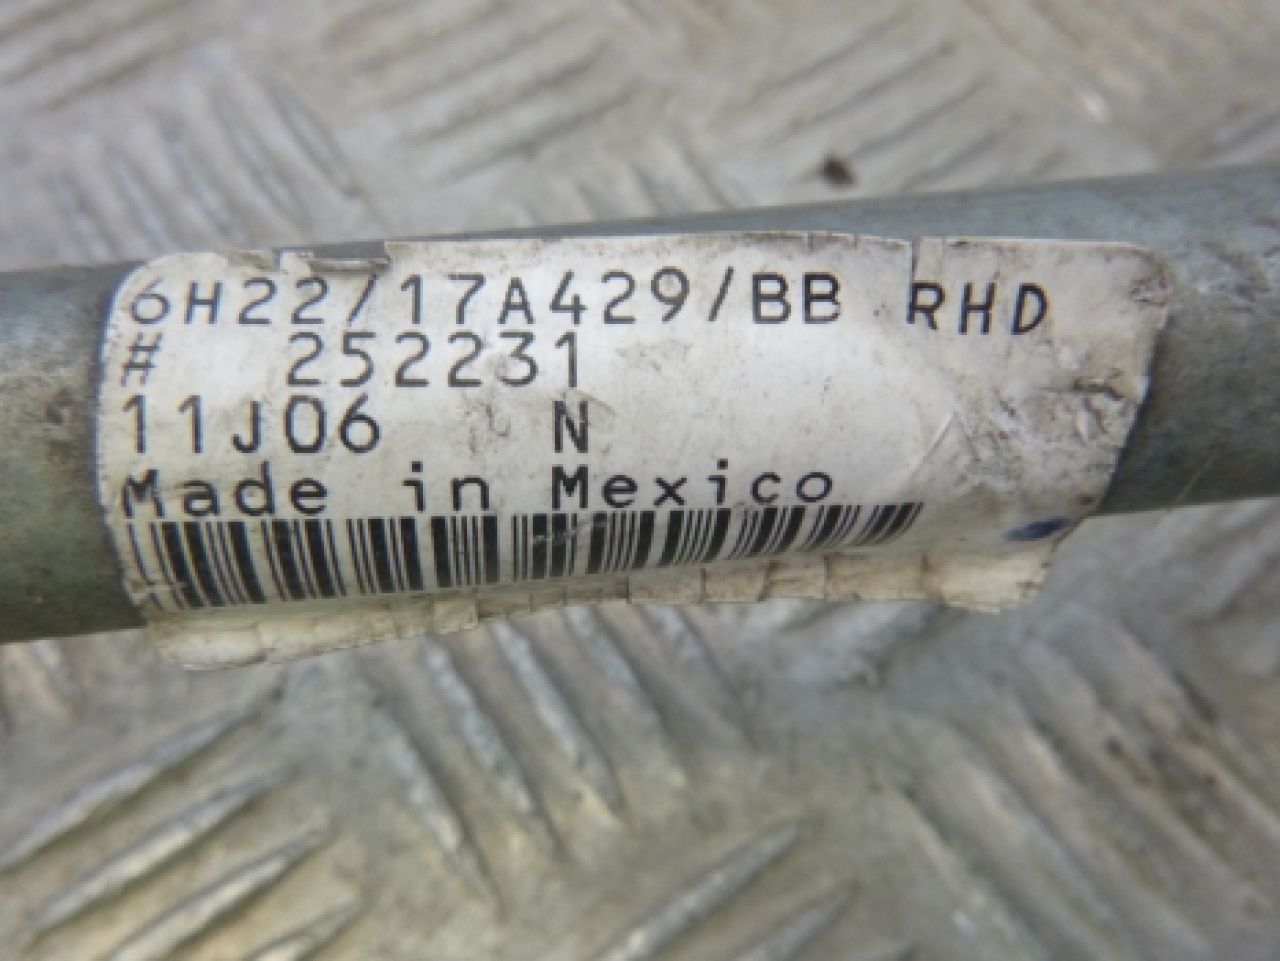 6H22/17A429/BB RHD
# 252231
11J06 N
Made in Mexico